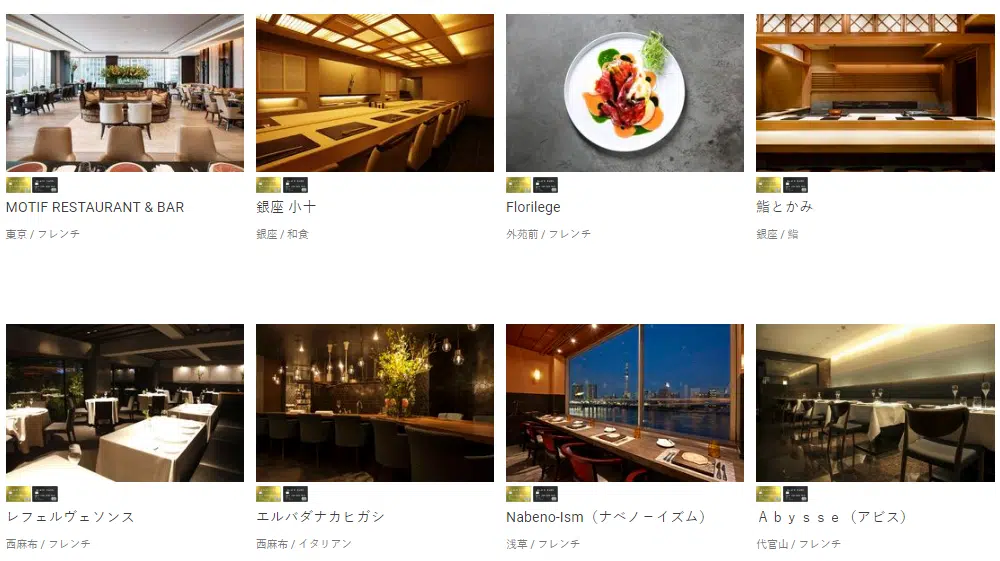 MOTIF RESTAURANT & BAR
東京 / フレンチ
銀座 小十
銀座 / 和食
Florilege
外苑前 / フレンチ
鮨とかみ
銀座 / 鮨
レフェルヴェソンス
西麻布 / フレンチ
エルバダナカヒガシ
西麻布 / イタリアン
Nabeno-Ism（ナベノ－イズム）
浅草 / フレンチ
Ａｂｙｓｓｅ（アビス）
代官山 / フレンチ